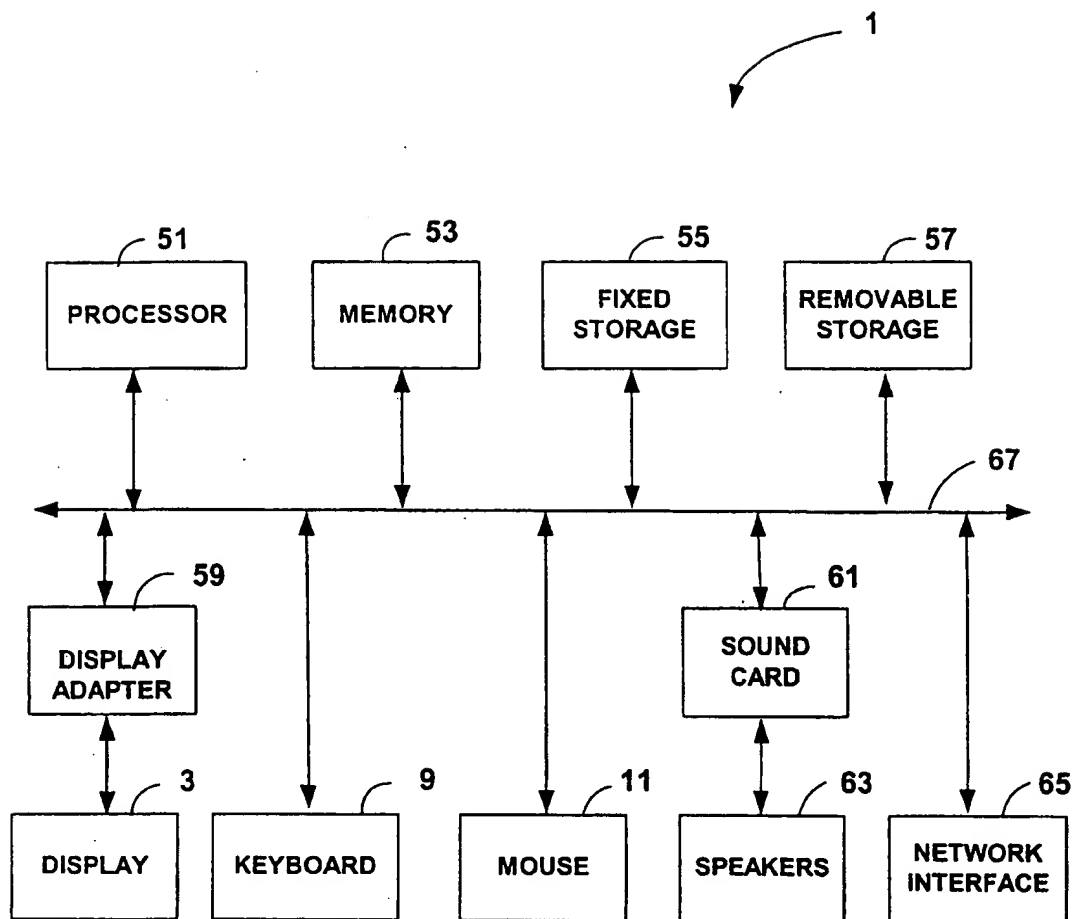 1
51
53
55
57
PROCESSOR
MEMORY
FIXED
STORAGE
REMOVABLE
STORAGE
67
59
61
DISPLAY
ADAPTER
SOUND
CARD
3
9
11
63
65
DISPLAY
KEYBOARD
MOUSE
SPEAKERS
NETWORK
INTERFACE